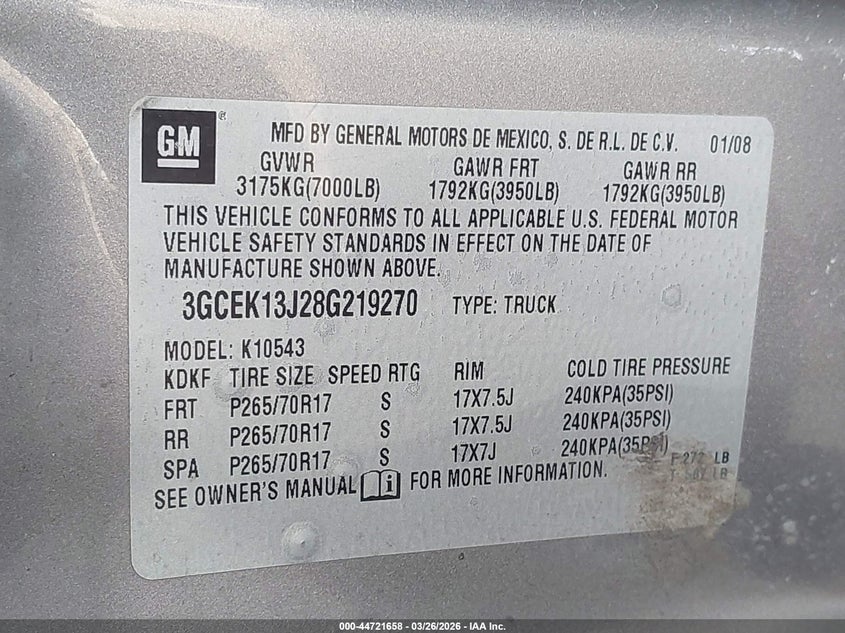 GM ®
MFD BY GENERAL MOTORS DE MEXICO, S. DE R.L. DE C.V. 01/08
GVWR GAWR FRT GAWR RR
3175KG(7000LB) 1792KG(3950LB) 1792KG(3950LB)
THIS VEHICLE CONFORMS TO ALL APPLICABLE U.S. FEDERAL MOTOR
VEHICLE SAFETY STANDARDS IN EFFECT ON THE DATE OF
MANUFACTURE SHOWN ABOVE.
3GCEK13J28G219270 TYPE: TRUCK
MODEL: K10543
KDKF TIRE SIZE SPEED RTG RIM COLD TIRE PRESSURE
FRT P265/70R17 S 17X7.5J 240KPA(35PSI)
RR P265/70R17 S 17X7.5J 240KPA(35PSI)
SPA P265/70R17 S 17X7J 240KPA(35PSI)
SEE OWNER'S MANUAL i FOR MORE INFORMATION.
LB
LB
000-44721658 - 03/26/2026 - IAA Inc.